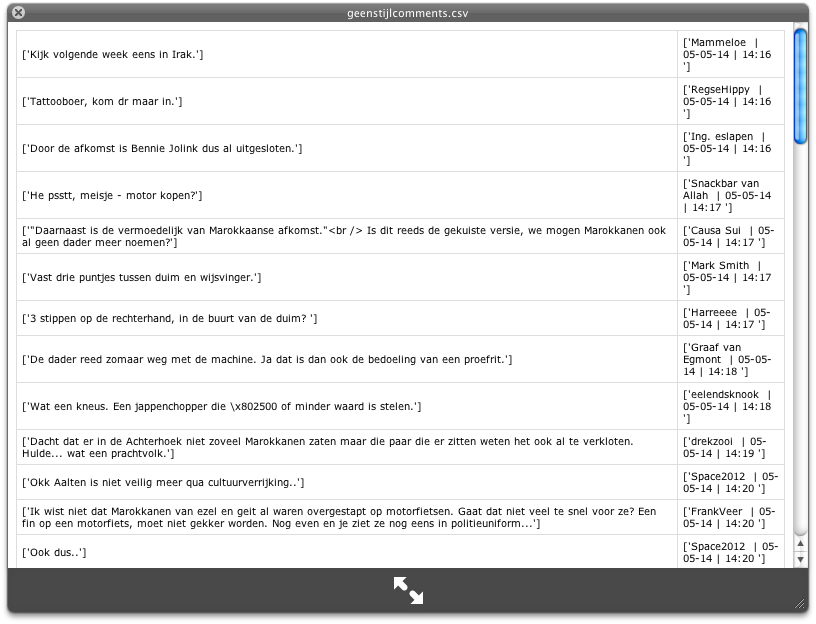 geenstijlcomments.csv
['Kijk volgende week eens in Irak.']
['Mammeloe |
05-05-14 | 14:16
']
['Tattooboer, kom dr maar in.']
['RegseHippy |
05-05-14 | 14:16
']
['Door de afkomst is Bennie Jolink dus al uitgesloten.']
['Ing. eslapen |
05-05-14 | 14:16
']
['He psstt, meisje - motor kopen?']
['Snackbar van
Allah | 05-05-14
| 14:17 ']
['"Daarnaast is de vermoedelijk van Marokkaanse afkomst."<br /> Is dit reeds de gekuiste versie, we mogen Marokkanen ook
al geen dader meer noemen?']
['Causa Sui | 05-
05-14 | 14:17 ']
['Vast drie puntjes tussen duim en wijsvinger.']
['Mark Smith |
05-05-14 | 14:17
']
['3 stippen op de rechterhand, in de buurt van de duim? ']
['Harreeee | 05-
05-14 | 14:17 ']
['De dader reed zomaar weg met de machine. Ja dat is dan ook de bedoeling van een proefrit.']
['Graaf van
Egmont | 05-05-
14 | 14:18 ']
['Wat een kneus. Een jappenchopper die \x802500 of minder waard is stelen.']
['eelendsknook |
05-05-14 | 14:18
']
['Dacht dat er in de Achterhoek niet zoveel Marokkanen zaten maar die paar die er zitten weten het ook al te verkloten.
Hulde... wat een prachtvolk.']
['drekzooi | 05-
05-14 | 14:19 ']
['Okk Aalten is niet veilig meer qua cultuurverrijking..']
['Space2012 | 05-
05-14 | 14:20 ']
['Ik wist niet dat Marokkanen van ezel en geit al waren overgestapt op motorfietsen. Gaat dat niet veel te snel voor ze? Een
fin op een motorfiets, moet niet gekker worden. Nog even en je ziet ze nog eens in politieuniform...']
['FrankVeer | 05-
05-14 | 14:20 ']
['Ook dus..']
['Space2012 | 05-
05-14 | 14:20 ']